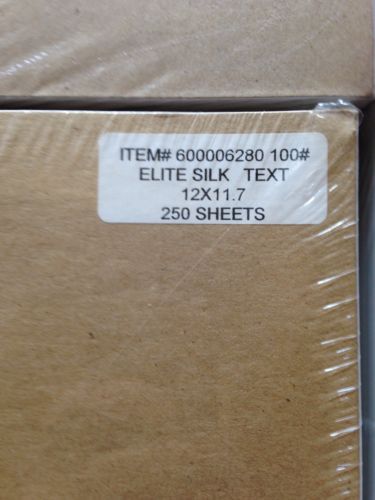 ITEM# 600006280 100#
ELITE SILK TEXT
12X11.7
250 SHEETS